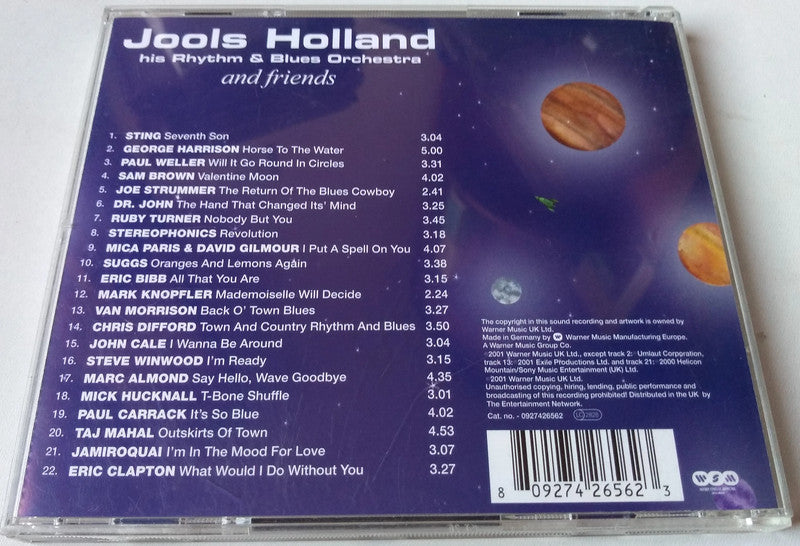 Jools Holland
his Rhythm & Blues Orchestra
and friends
1. STING Seventh Son 3.04
2. GEORGE HARRISON Horse To The Water 5.00
3. PAUL WELLER Will It Go Round In Circles 3.31
4. SAM BROWN Valentine Moon 4.02
5. JOE STRUMMER The Return Of The Blues Cowboy 2.41
6. DR. JOHN The Hand That Changed Its' Mind 3.25
7. RUBY TURNER Nobody But You 3.45
8. STEREOPHONICS Revolution 3.18
9. MICA PARIS & DAVID GILMOUR I Put A Spell On You 4.07
10. SUGGS Oranges And Lemons Again 3.38
11. ERIC BIBB All That You Are 3.15
12. MARK KNOPFLER Mademoiselle Will Decide 2.24
13. VAN MORRISON Back O' Town Blues 3.27
14. CHRIS DIFFORD Town And Country Rhythm And Blues 3.50
15. JOHN CALE I Wanna Be Around 3.04
16. STEVE WINWOOD I'm Ready 3.15
17. MARC ALMOND Say Hello, Wave Goodbye 4.35
18. MICK HUCKNALL T-Bone Shuffle 3.01
19. PAUL CARRACK It's So Blue 4.02
20. TAJ MAHAL Outskirts Of Town 4.53
21. JAMIROQUAI I'm In The Mood For Love 3.07
22. ERIC CLAPTON What Would I Do Without You 3.27
The copyright in this sound recording and artwork is owned by
Warner Music UK Ltd.
Made in Germany by Warner Music Manufacturing Europe.
A Warner Music Group Co.
℗2001 Warner Music UK Ltd., except track 2: Umlaut Corporation,
track 13: 2001 Exile Productions Ltd. and track 21: 2000 Helicon
Mountain/Sony Music Entertainment (UK) Ltd.
©2001 Warner Music UK Ltd.
Unauthorised copying, hiring, lending, public performance and
broadcasting of this recording prohibited! Distributed in the UK by
The Entertainment Network.
Cat. no. - 0927426562
8 09274 26562 3
WSM